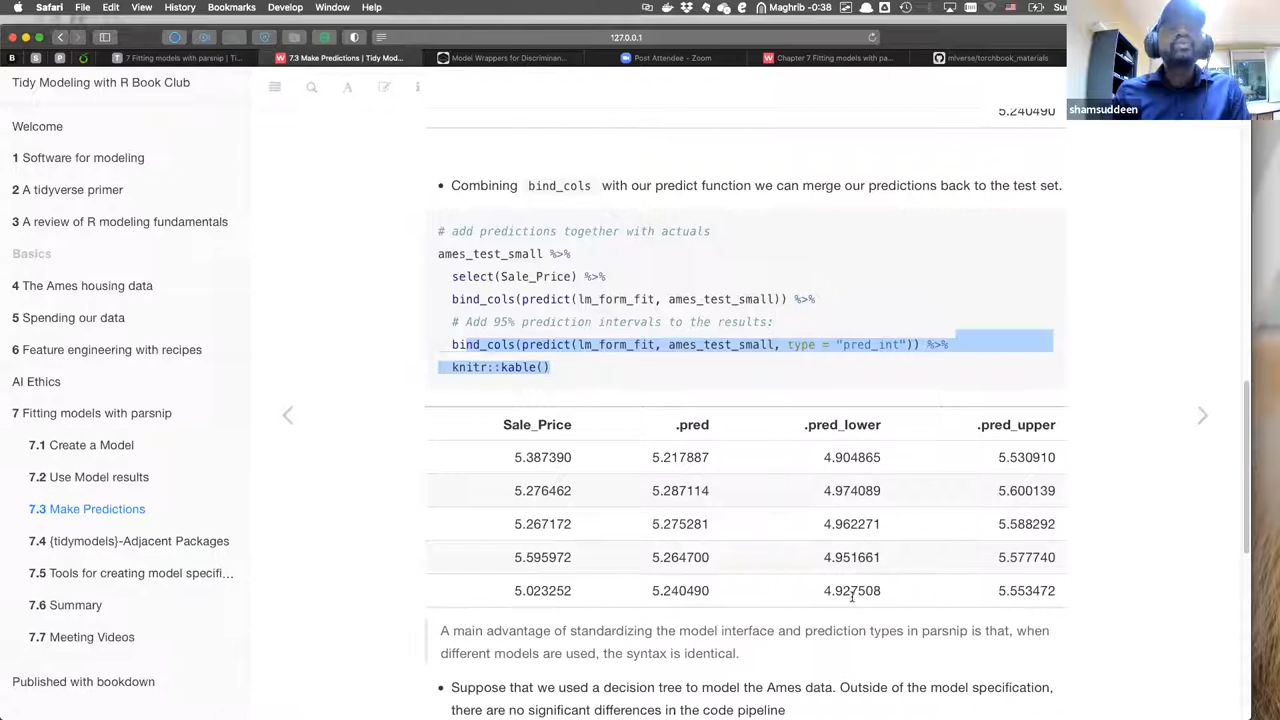 Safari File Edit View History Bookmarks Develop Window Help Maghrib -0:38
127.0.0.1
B S P 7 Fitting models with parsnip | Ti... 7.3 Make Predictions | Tidy Mod... Model Wrappers for Discriminan... Post Attendee - Zoom Chapter 7 Fitting models with pa... mlverse/torchbook_materials
shamsuddeen
Tidy Modeling with R Book Club
Welcome
1 Software for modeling
2 A tidyverse primer
3 A review of R modeling fundamentals
Basics
4 The Ames housing data
5 Spending our data
6 Feature engineering with recipes
AI Ethics
7 Fitting models with parsnip
7.1 Create a Model
7.2 Use Model results
7.3 Make Predictions
7.4 {tidymodels}-Adjacent Packages
7.5 Tools for creating model specifi...
7.6 Summary
7.7 Meeting Videos
Published with bookdown
5.240490
• Combining bind_cols with our predict function we can merge our predictions back to the test set.
# add predictions together with actuals
ames_test_small %>%
select(Sale_Price) %>%
bind_cols(predict(lm_form_fit, ames_test_small)) %>%
# Add 95% prediction intervals to the results:
bind_cols(predict(lm_form_fit, ames_test_small, type = "pred_int")) %>%
knitr::kable()
Sale_Price .pred .pred_lower .pred_upper
5.387390 5.217887 4.904865 5.530910
5.276462 5.287114 4.974089 5.600139
5.267172 5.275281 4.962271 5.588292
5.595972 5.264700 4.951661 5.577740
5.023252 5.240490 4.927508 5.553472
A main advantage of standardizing the model interface and prediction types in parsnip is that, when
different models are used, the syntax is identical.
• Suppose that we used a decision tree to model the Ames data. Outside of the model specification,
there are no significant differences in the code pipeline